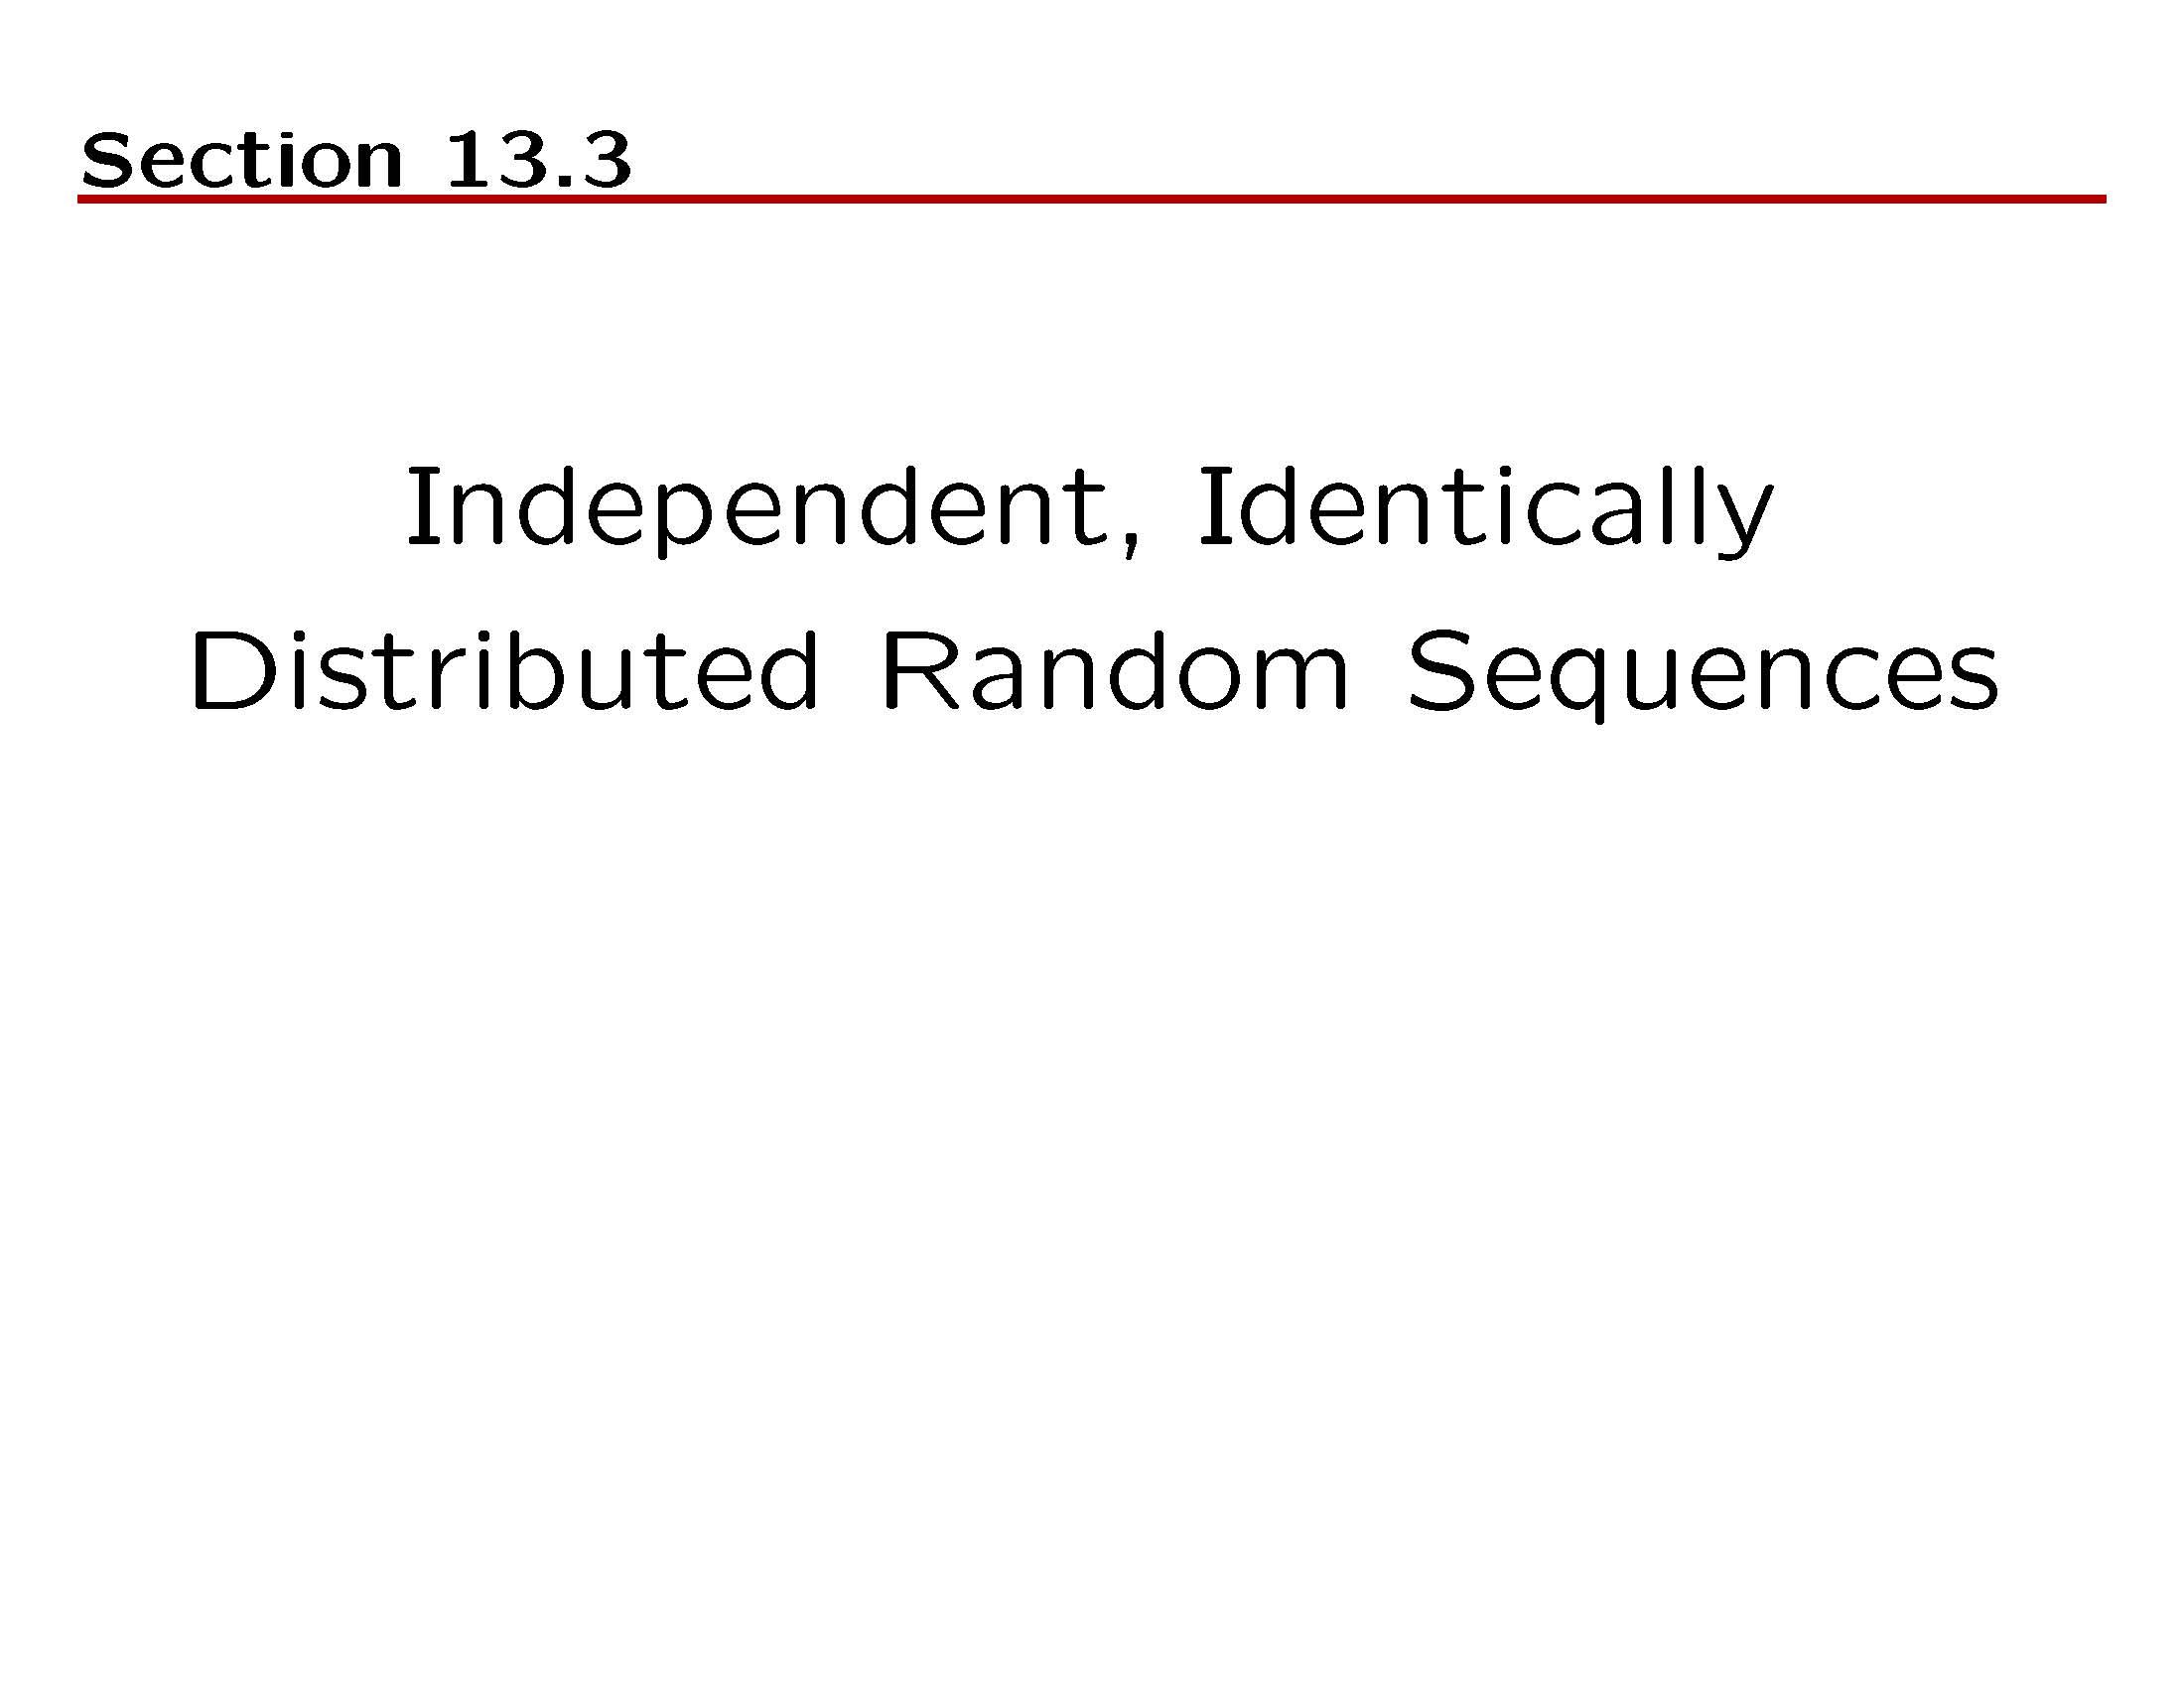 Section 13.3
Independent, Identically
Distributed Random Sequences